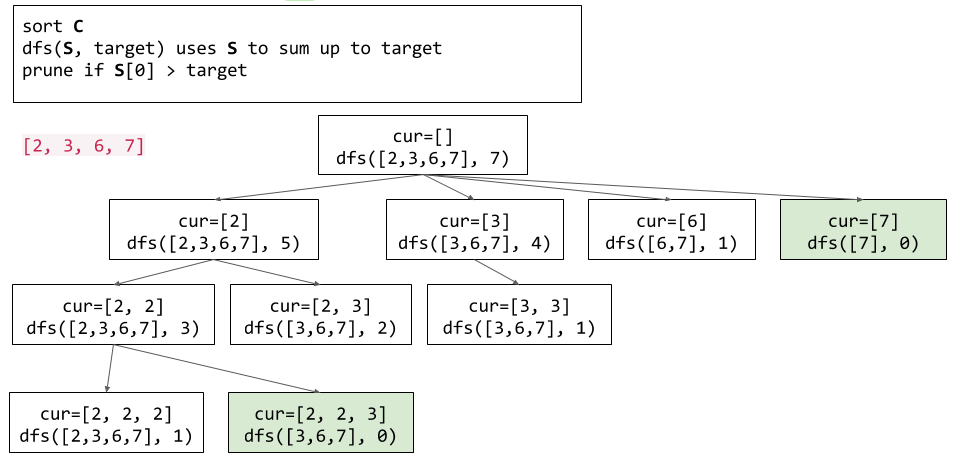 sort C
dfs(S, target) uses S to sum up to target
prune if S[0] > target
[2, 3, 6, 7]
cur=[]
dfs([2,3,6,7], 7)
cur=[2]
dfs([2,3,6,7], 5)
cur=[3]
dfs([3,6,7], 4)
cur=[6]
dfs([6,7], 1)
cur=[7]
dfs([7], 0)
cur=[2, 2]
dfs([2,3,6,7], 3)
cur=[2, 3]
dfs([3,6,7], 2)
cur=[3, 3]
dfs([3,6,7], 1)
cur=[2, 2, 2]
dfs([2,3,6,7], 1)
cur=[2, 2, 3]
dfs([3,6,7], 0)